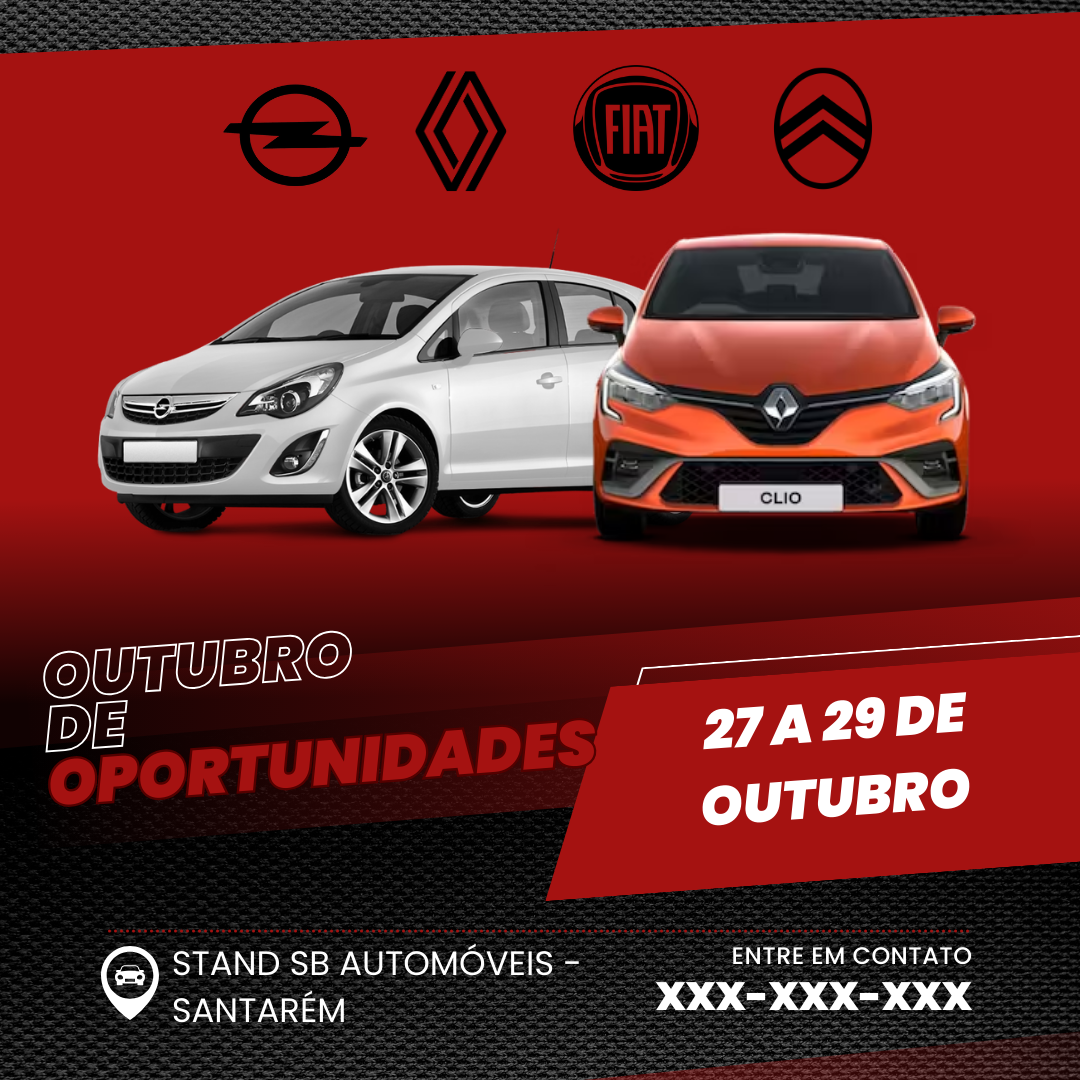 FIAT
CLIO
OUTUBRO
DE
OPORTUNIDADES
27 A 29 DE
OUTUBRO
STAND SB AUTOMÓVEIS -
SANTARÉM
ENTRE EM CONTATO
XXX-XXX-XXX